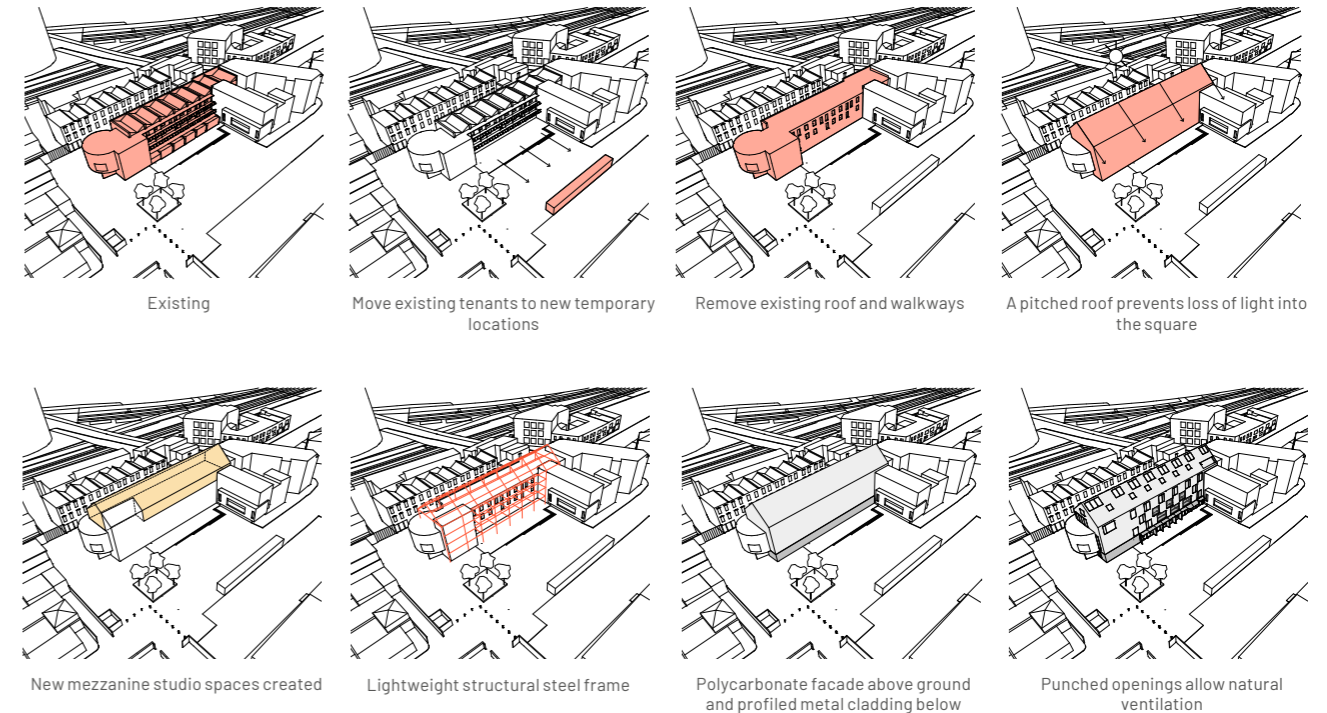 Existing
Move existing tenants to new temporary
locations
Remove existing roof and walkways
A pitched roof prevents loss of light into
the square
New mezzanine studio spaces created
Lightweight structural steel frame
Polycarbonate facade above ground
and profiled metal cladding below
Punched openings allow natural
ventilation